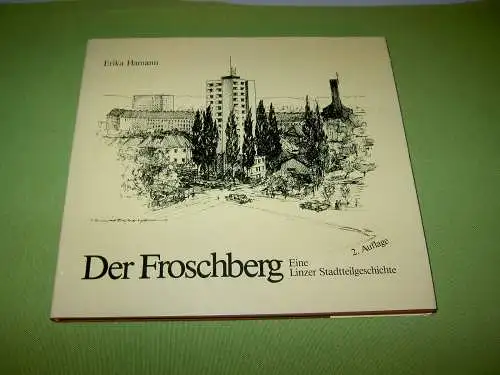 Erika Hamann
2. Auflage
Der Froschberg
Eine
Linzer Stadtteilgeschichte